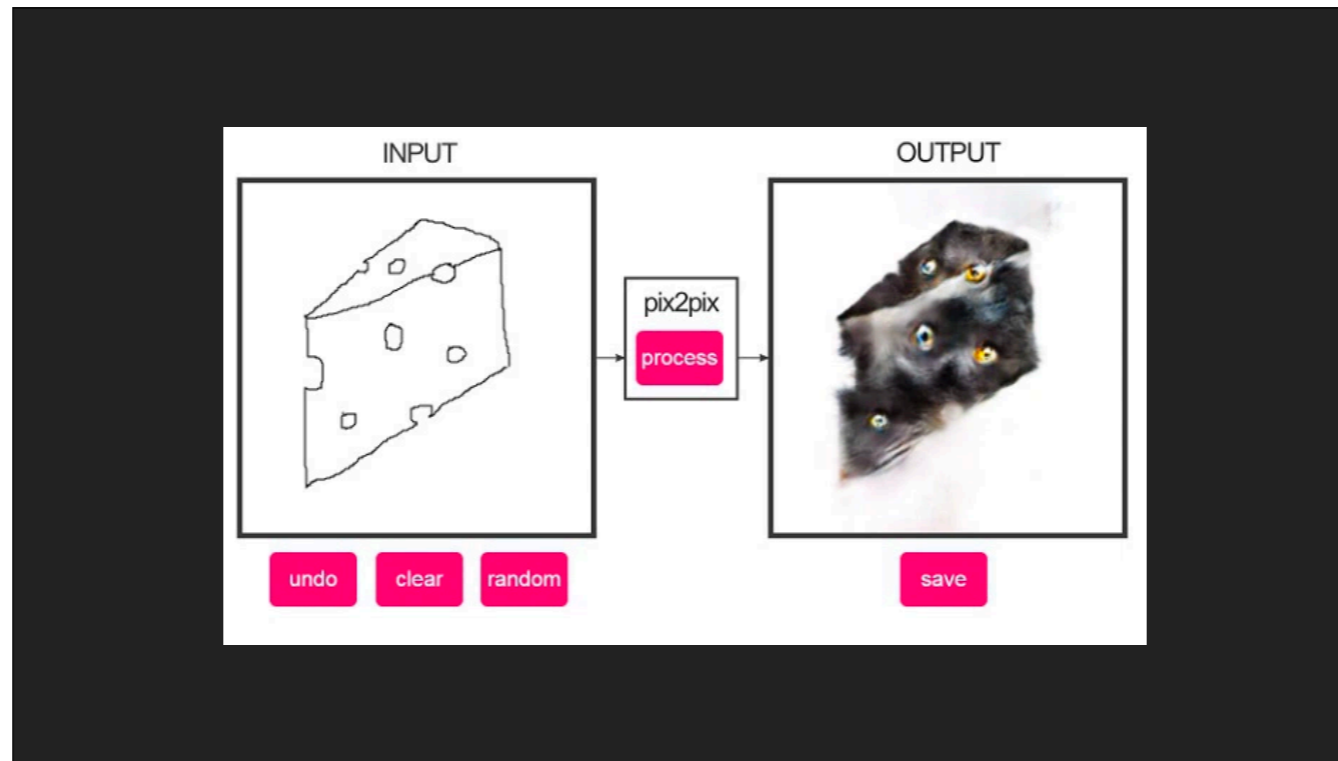 INPUT
OUTPUT
pix2pix
process
undo
clear
random
save